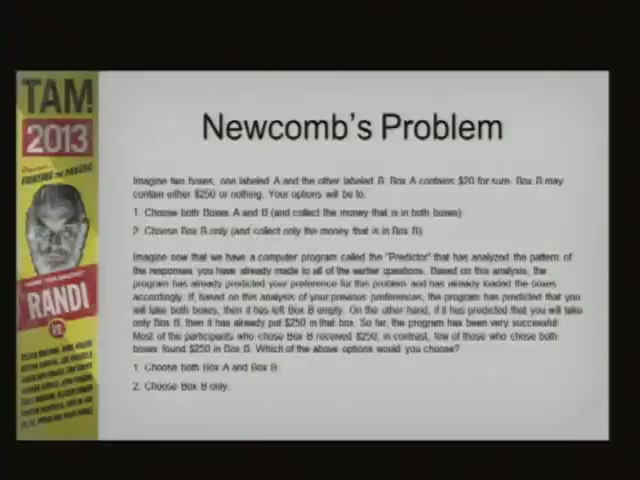 TAM!
2013
FIGHTING THE FAKERS
RANDI
VS.
Newcomb's Problem
Imagine two boxes, one labeled A and the other labeled B. Box A contains $20 for sure. Box B may
contain either $250 or nothing. Your options will be to:
1. Choose both Boxes A and B (and collect the money that is in both boxes).
2. Choose Box B only (and collect only the money that is in Box B).
Imagine now that we have a computer program called the "Predictor" that has analyzed the pattern of
the responses you have already made to all of the earlier questions. Based on this analysis, the
program has already predicted your preference for this problem and has already loaded the boxes
accordingly. If, based on this analysis of your previous preferences, the program has predicted that you
will take both boxes, then it has left Box B empty. On the other hand, if it has predicted that you will take
only Box B, then it has already put $250 in that box. So far, the program has been very successful.
Most of the participants who chose Box B received $250; in contrast, few of those who chose both
boxes found $250 in Box B. Which of the above options would you choose?
1. Choose both Box A and Box B.
2. Choose Box B only.